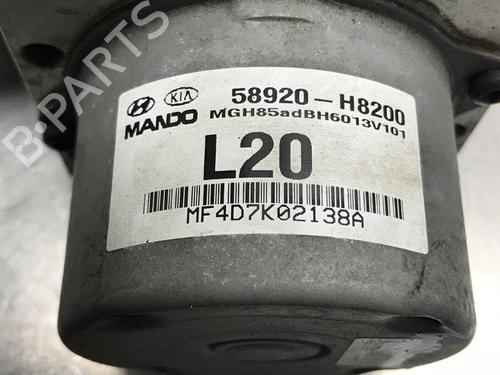 KIA 58920-H8200
MANDO MGH85adBH6013V101
L20
MF4D7K02138A
B-Parts